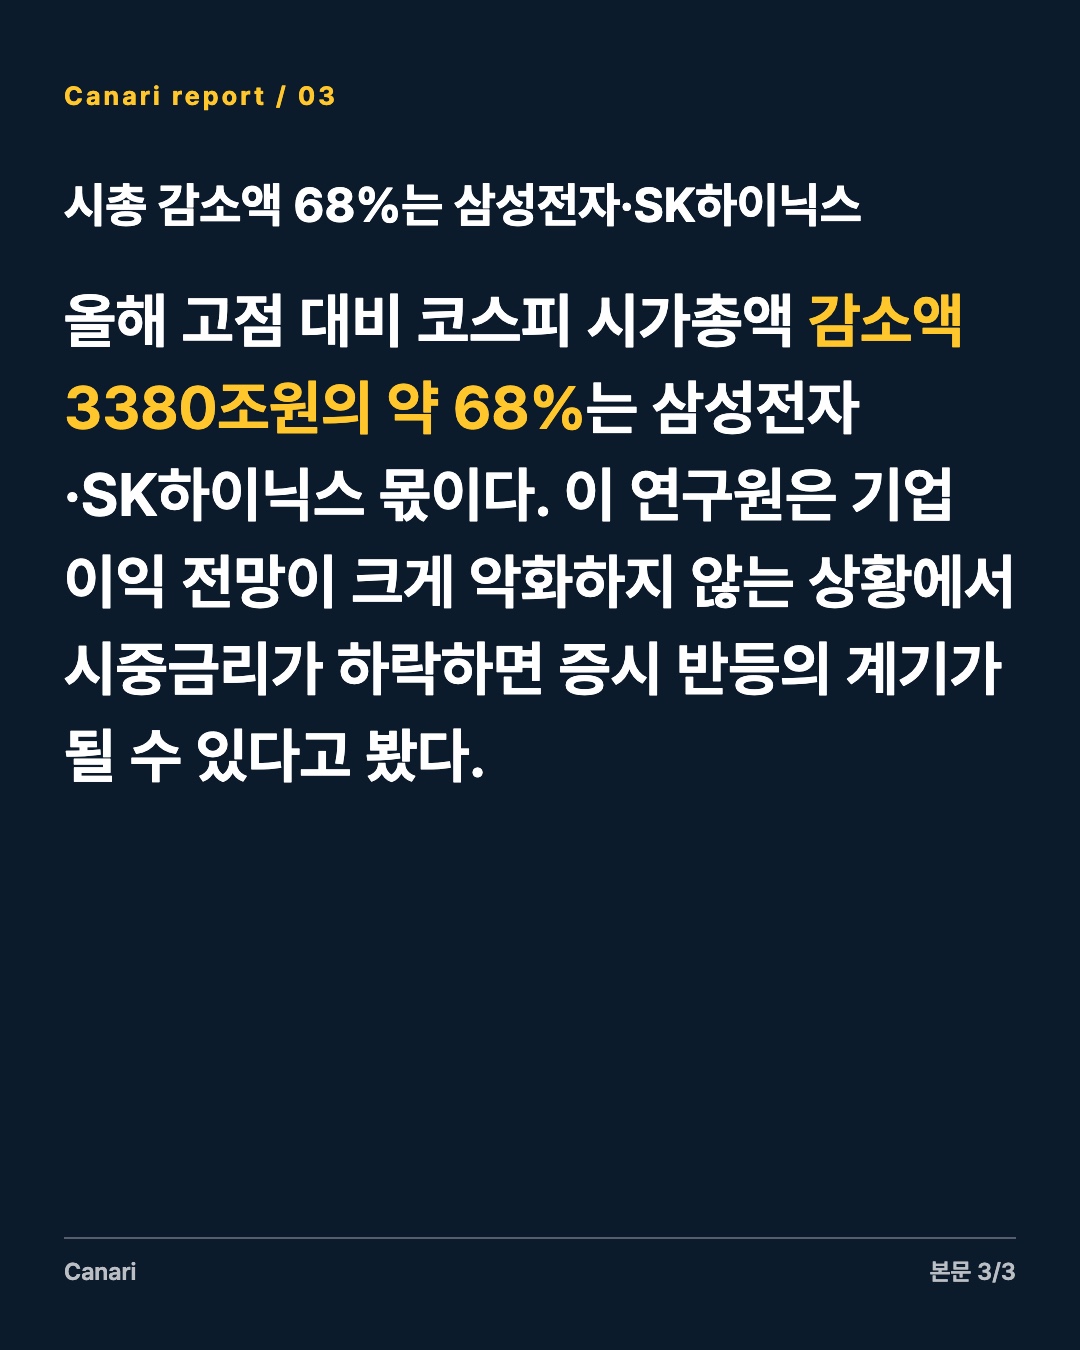 Canari report / 03
시총 감소액 68%는 삼성전자·SK하이닉스
올해 고점 대비 코스피 시가총액 감소액
3380조원의 약 68%는 삼성전자
·SK하이닉스 몫이다. 이 연구원은 기업
이익 전망이 크게 악화하지 않는 상황에서
시중금리가 하락하면 증시 반등의 계기가
될 수 있다고 봤다.
Canari
본문 3/3